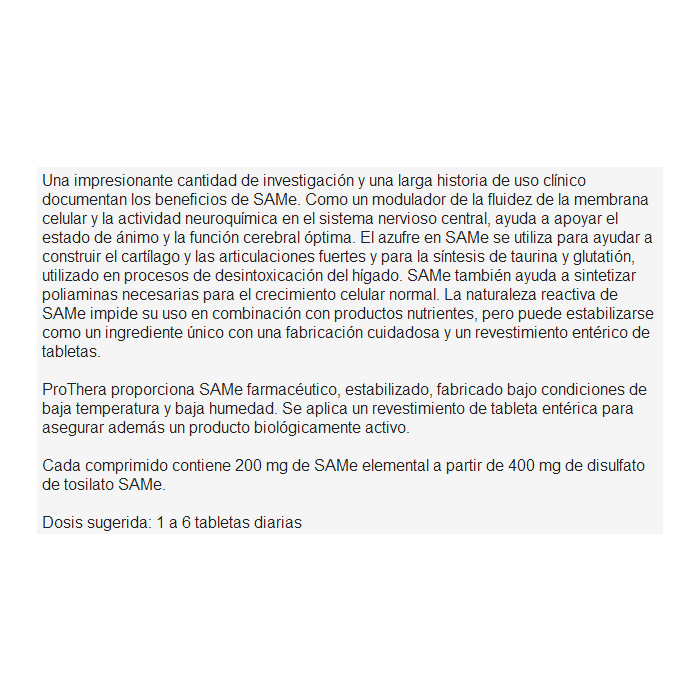 Una impresionante cantidad de investigación y una larga historia de uso clínico
documentan los beneficios de SAMe. Como un modulador de la fluidez de la membrana
celular y la actividad neuroquímica en el sistema nervioso central, ayuda a apoyar el
estado de ánimo y la función cerebral óptima. El azufre en SAMe se utiliza para ayudar a
construir el cartílago y las articulaciones fuertes y para la síntesis de taurina y glutatión,
utilizado en procesos de desintoxicación del hígado. SAMe también ayuda a sintetizar
poliaminas necesarias para el crecimiento celular normal. La naturaleza reactiva de
SAMe impide su uso en combinación con productos nutrientes, pero puede estabilizarse
como un ingrediente único con una fabricación cuidadosa y un revestimiento entérico de
tabletas.
ProThera proporciona SAMe farmacéutico, estabilizado, fabricado bajo condiciones de
baja temperatura y baja humedad. Se aplica un revestimiento de tableta entérica para
asegurar además un producto biológicamente activo.
Cada comprimido contiene 200 mg de SAMe elemental a partir de 400 mg de disulfato
de tosilato SAMe.
Dosis sugerida: 1 a 6 tabletas diarias